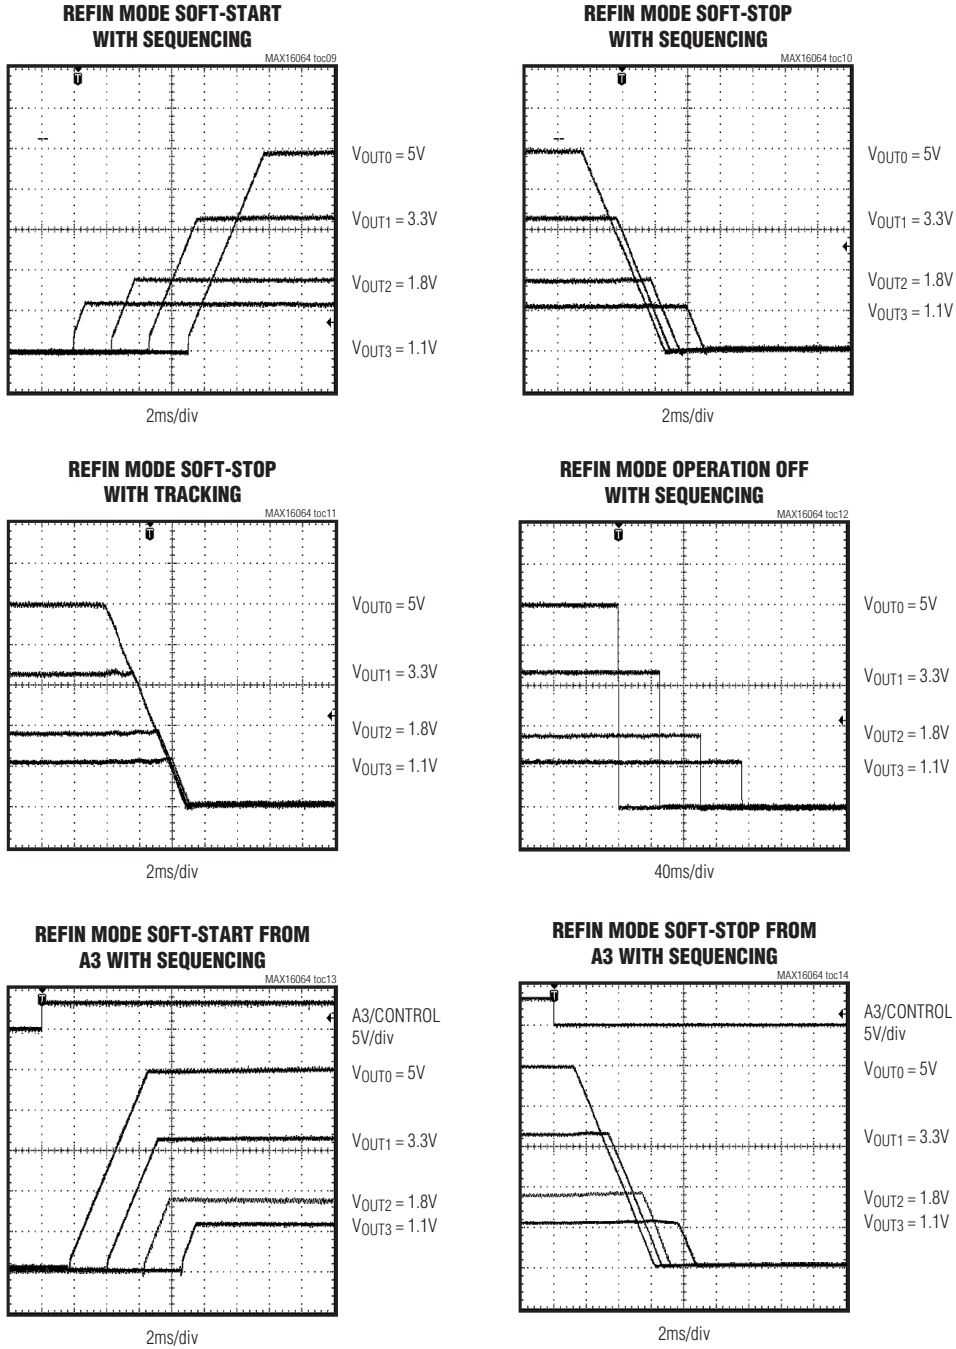 REFIN MODE SOFT-START
WITH SEQUENCING
MAX16064 toc09
T
VOUT0 = 5V
VOUT1 = 3.3V
VOUT2 = 1.8V
VOUT3 = 1.1V
2ms/div
REFIN MODE SOFT-STOP
WITH SEQUENCING
MAX16064 toc10
T
VOUT0 = 5V
VOUT1 = 3.3V
VOUT2 = 1.8V
VOUT3 = 1.1V
2ms/div
REFIN MODE SOFT-STOP
WITH TRACKING
MAX16064 toc11
T
VOUT0 = 5V
VOUT1 = 3.3V
VOUT2 = 1.8V
VOUT3 = 1.1V
2ms/div
REFIN MODE OPERATION OFF
WITH SEQUENCING
MAX16064 toc12
T
VOUT0 = 5V
VOUT1 = 3.3V
VOUT2 = 1.8V
VOUT3 = 1.1V
40ms/div
REFIN MODE SOFT-START FROM
A3 WITH SEQUENCING
MAX16064 toc13
T
A3/CONTROL
5V/div
VOUT0 = 5V
VOUT1 = 3.3V
VOUT2 = 1.8V
VOUT3 = 1.1V
2ms/div
REFIN MODE SOFT-STOP FROM
A3 WITH SEQUENCING
MAX16064 toc14
T
A3/CONTROL
5V/div
VOUT0 = 5V
VOUT1 = 3.3V
VOUT2 = 1.8V
VOUT3 = 1.1V
2ms/div